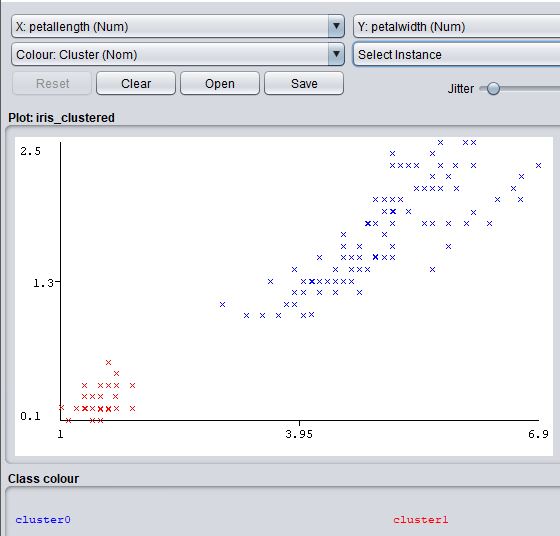 X: petallength (Num)
Y: petalwidth (Num)
Colour: Cluster (Nom)
Select Instance
Reset
Clear
Open
Save
Jitter
Plot: iris_clustered
2.5
1.3
0.1
1
3.95
6.9
Class colour
cluster0
cluster1